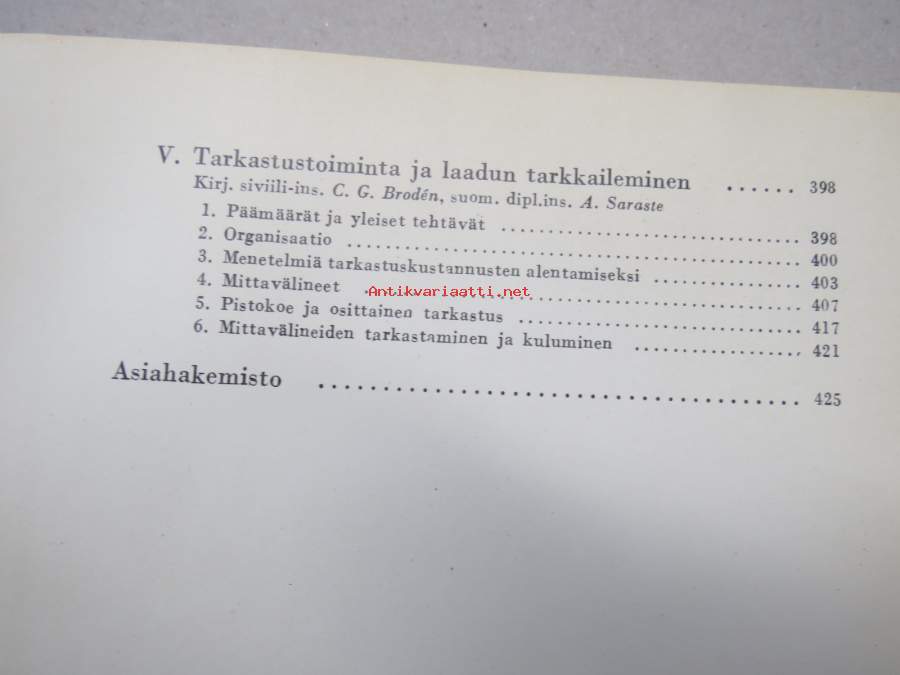 V. Tarkastustoiminta ja laadun tarkkaileminen ...... 398
Kirj. siviili-ins. C. G. Brodén, suom. dipl.ins. A. Saraste
1. Päämäärät ja yleiset tehtävät ................................ 398
2. Organisaatio ................................................ 400
3. Menetelmiä tarkastuskustannusten alentamiseksi ............... 403
4. Mittavälineet ............................................... 407
Antikvariaatti.net
5. Pistokoe ja osittainen tarkastus .............................. 417
6. Mittavälineiden tarkastaminen ja kuluminen .................. 421
Asiahakemisto ........................................ 425